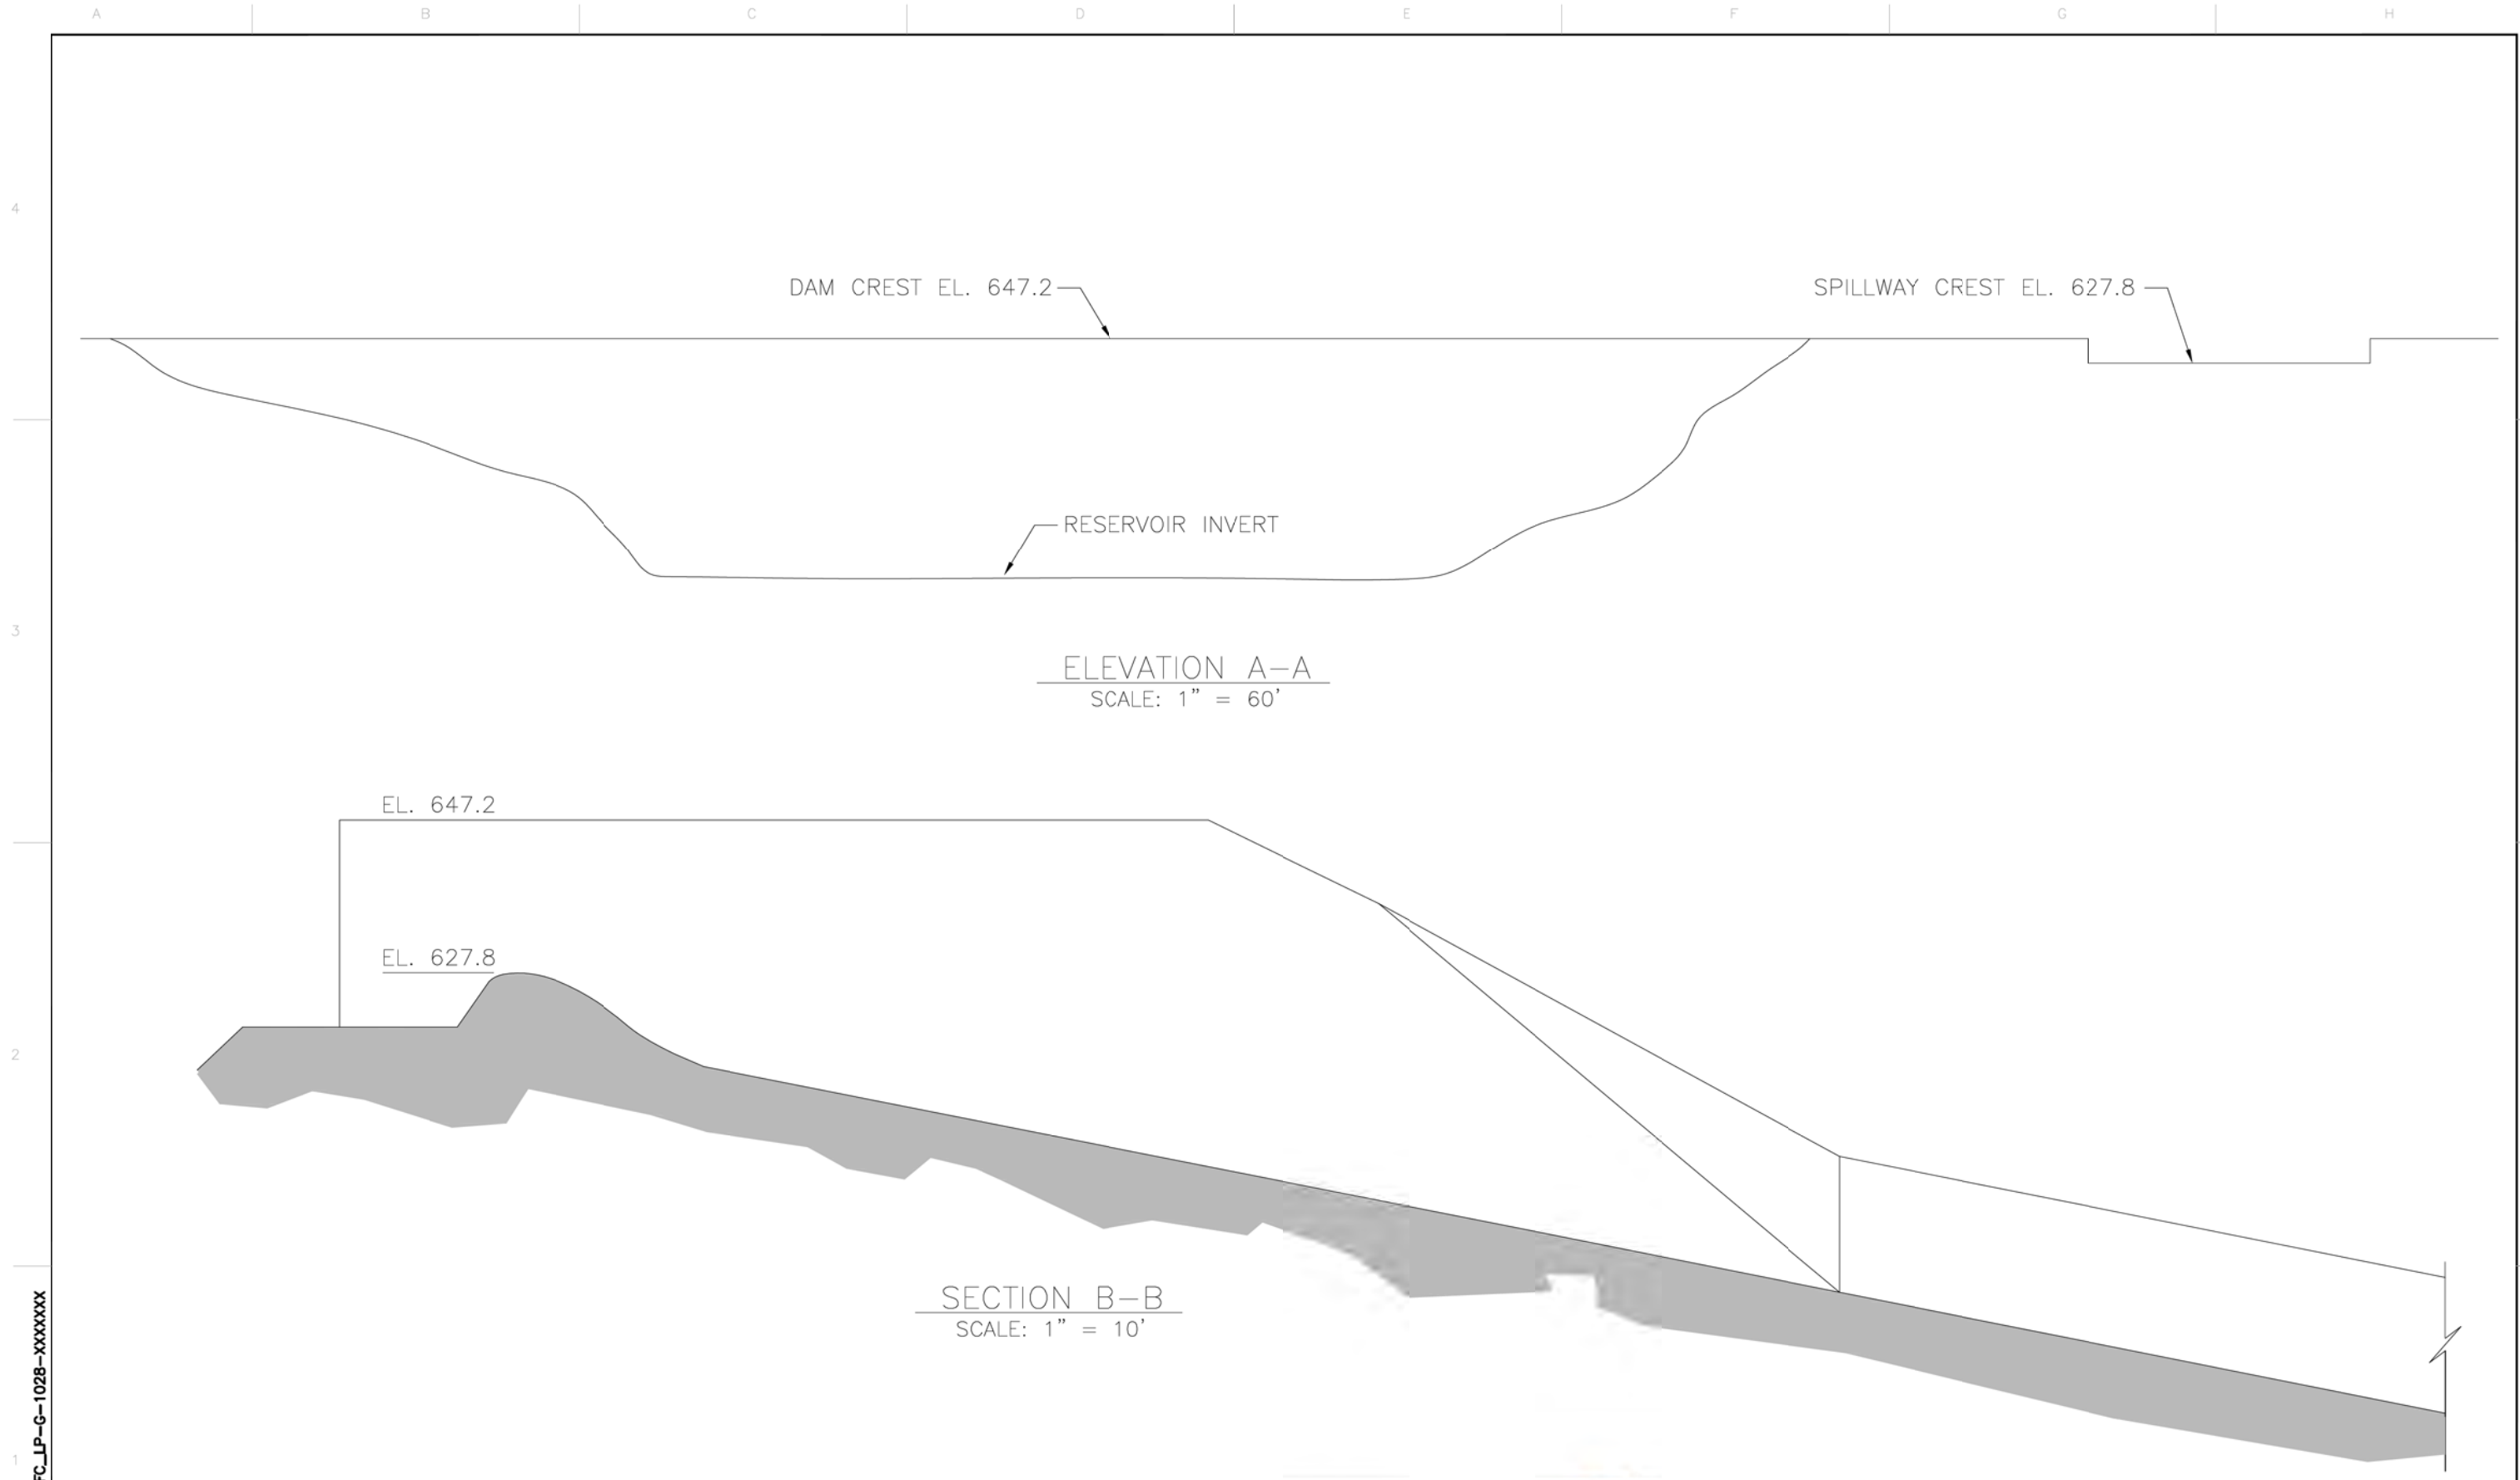 A B C D E F G H
4
DAM CREST EL. 647.2
SPILLWAY CREST EL. 627.8
RESERVOIR INVERT
3
ELEVATION A-A
SCALE: 1" = 60'
EL. 647.2
EL. 627.8
2
SECTION B-B
SCALE: 1" = 10'
FC_LP-G-1028-XXXXXXX
1